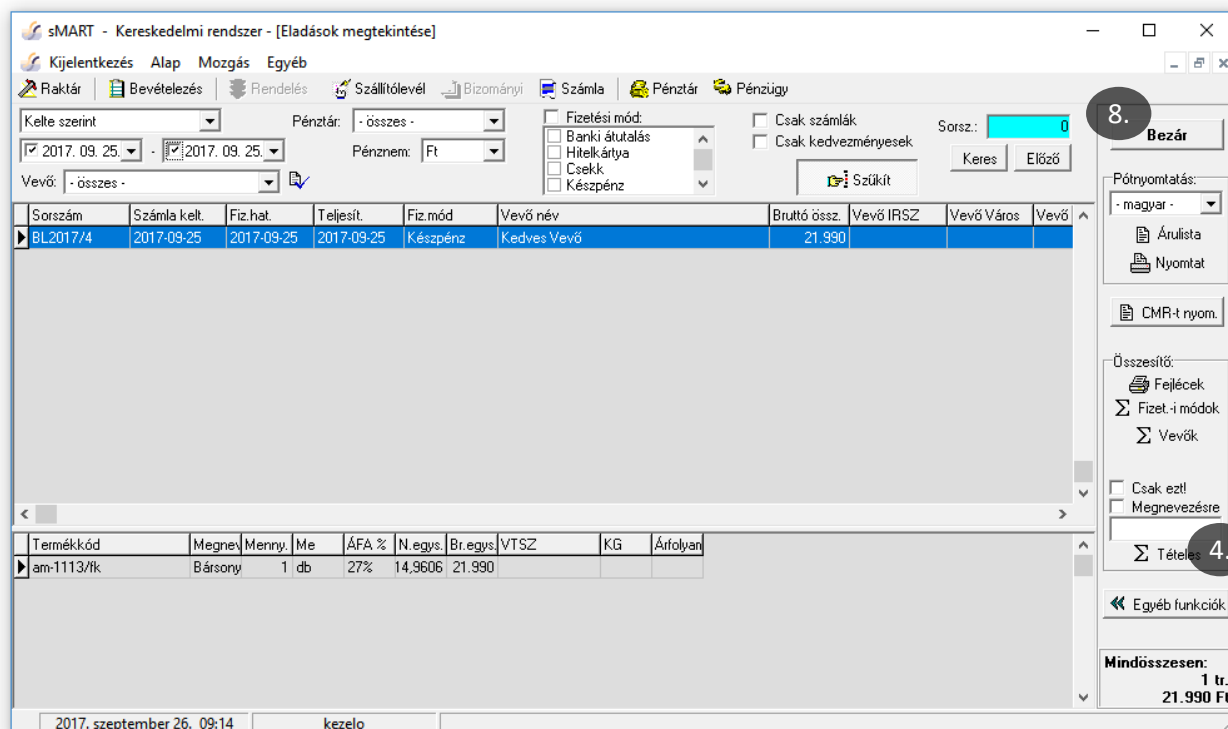 sMART - Kereskedelmi rendszer - [Eladások megtekintése]
Kijelentkezés Alap Mozgás Egyéb
Raktár Bevételezés Rendelés Szállítólevél Bizományi Számla Pénztár Pénzügy
Kelte szerint Pénztár: - összes - Fizetési mód: Csak számlák Sorsz.: 0 8. Bezár
Banki átutalás Csak kedvezményesek
2017. 09. 25. - 2017. 09. 25. Pénznem: Ft Hitelkártya Keres Előző
Csekk
Vevő: - összes - Készpénz Szűkít Pótnyomtatás:
- magyar -
Sorszám Számla kelt. Fiz.hat. Teljesít. Fiz.mód Vevő név Bruttó össz. Vevő IRSZ Vevő Város Vevő
BL2017/4 2017-09-25 2017-09-25 2017-09-25 Készpénz Kedves Vevő 21.990
Árulista
Nyomtat
CMR-t nyom.
Összesítő:
Fejlécek
Σ Fizet.-i módok
Σ Vevők
Csak ezt!
Megnevezésre
Σ Tételes 4.
Termékkód Megnev Menny. Me ÁFA % N.egys. Br.egys. VTSZ KG Árfolyan
am-1113/fk Bársony 1 db 27% 14,9606 21.990
Egyéb funkciók
Mindösszesen:
1 tr.
21.990 Ft
2017. szeptember 26. 09:14 kezelo